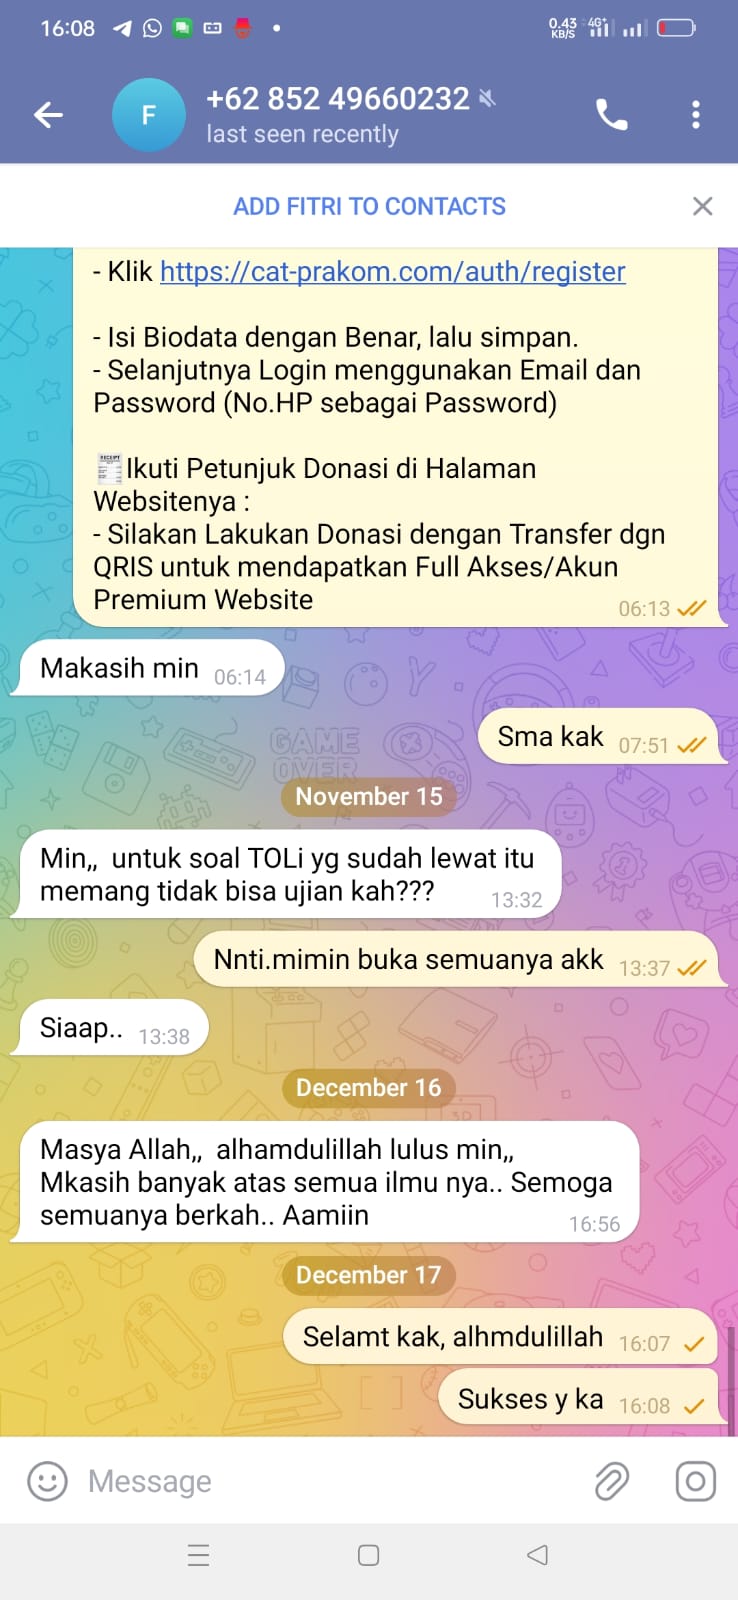 16:08
0.43 KB/S 4G+
F
+62 852 49660232
last seen recently
ADD FITRI TO CONTACTS
- Klik https://cat-prakom.com/auth/register
- Isi Biodata dengan Benar, lalu simpan.
- Selanjutnya Login menggunakan Email dan
Password (No.HP sebagai Password)
🧾Ikuti Petunjuk Donasi di Halaman
Websitenya :
- Silakan Lakukan Donasi dengan Transfer dgn
QRIS untuk mendapatkan Full Akses/Akun
Premium Website
06:13
Makasih min 06:14
Sma kak 07:51
GAME
OVER
November 15
Min,, untuk soal TOLi yg sudah lewat itu
memang tidak bisa ujian kah???
13:32
Nnti.mimin buka semuanya akk 13:37
Siaap.. 13:38
December 16
Masya Allah,, alhamdulillah lulus min,,
Mkasih banyak atas semua ilmu nya.. Semoga
semuanya berkah.. Aamiin
16:56
December 17
Selamt kak, alhmdulillah 16:07
Sukses y ka 16:08
Message